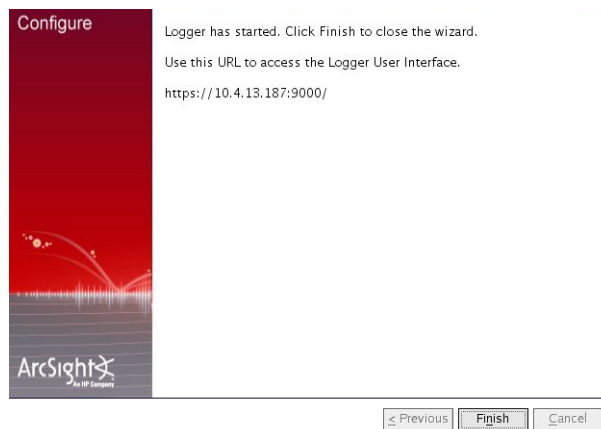 Configure
Logger has started. Click Finish to close the wizard.
Use this URL to access the Logger User Interface.
https://10.4.13.187:9000/
ArcSight
An HP Company
< Previous
Finish
Cancel